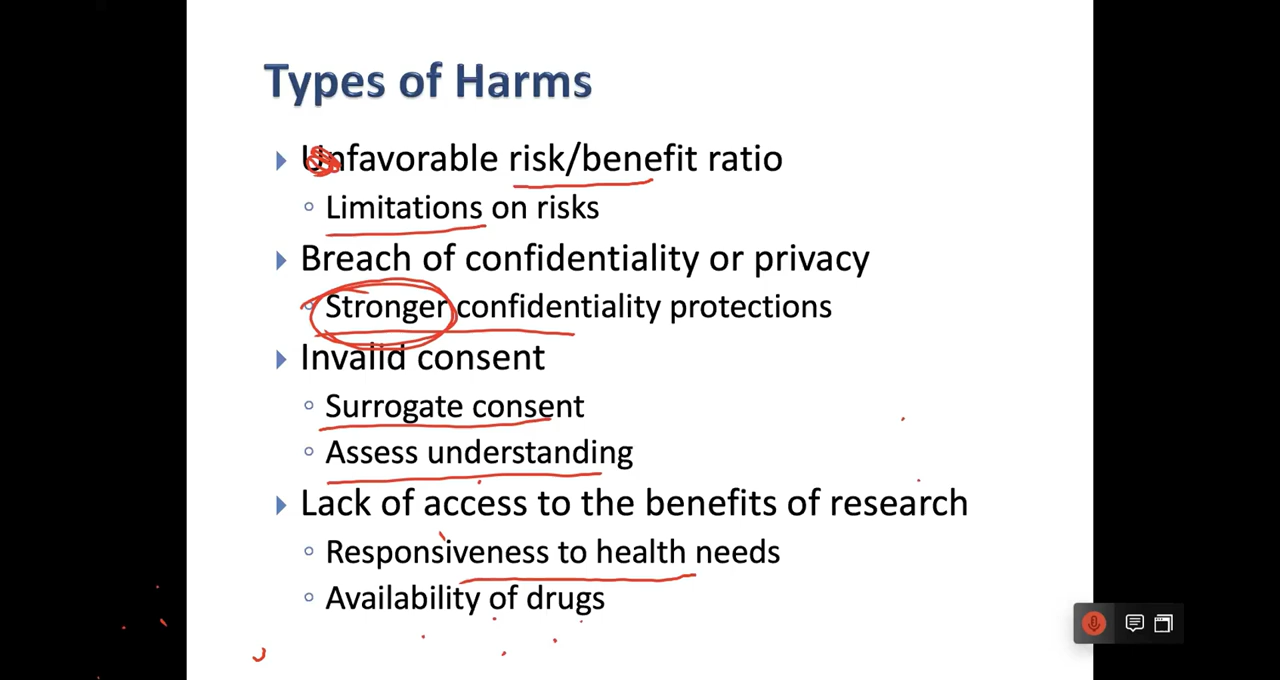 Types of Harms
Unfavorable risk/benefit ratio
Limitations on risks
Breach of confidentiality or privacy
Stronger confidentiality protections
Invalid consent
Surrogate consent
Assess understanding
Lack of access to the benefits of research
Responsiveness to health needs
Availability of drugs